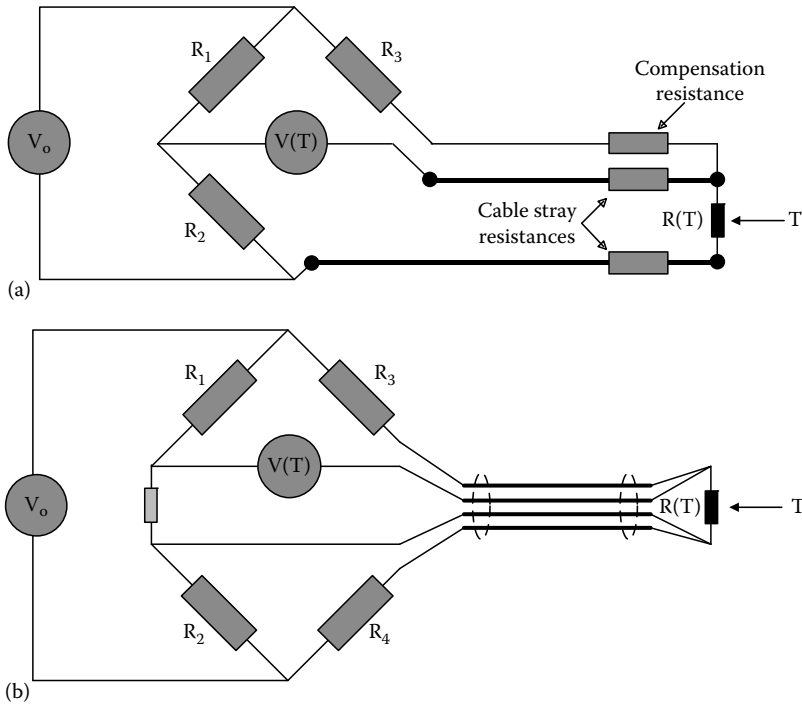 R1
R3
Compensation
resistance
Vo
V(T)
Cable stray
resistances
R(T)
T
R2
(a)
R1
R3
V(T)
Vo
R(T)
T
R2
R4
(b)